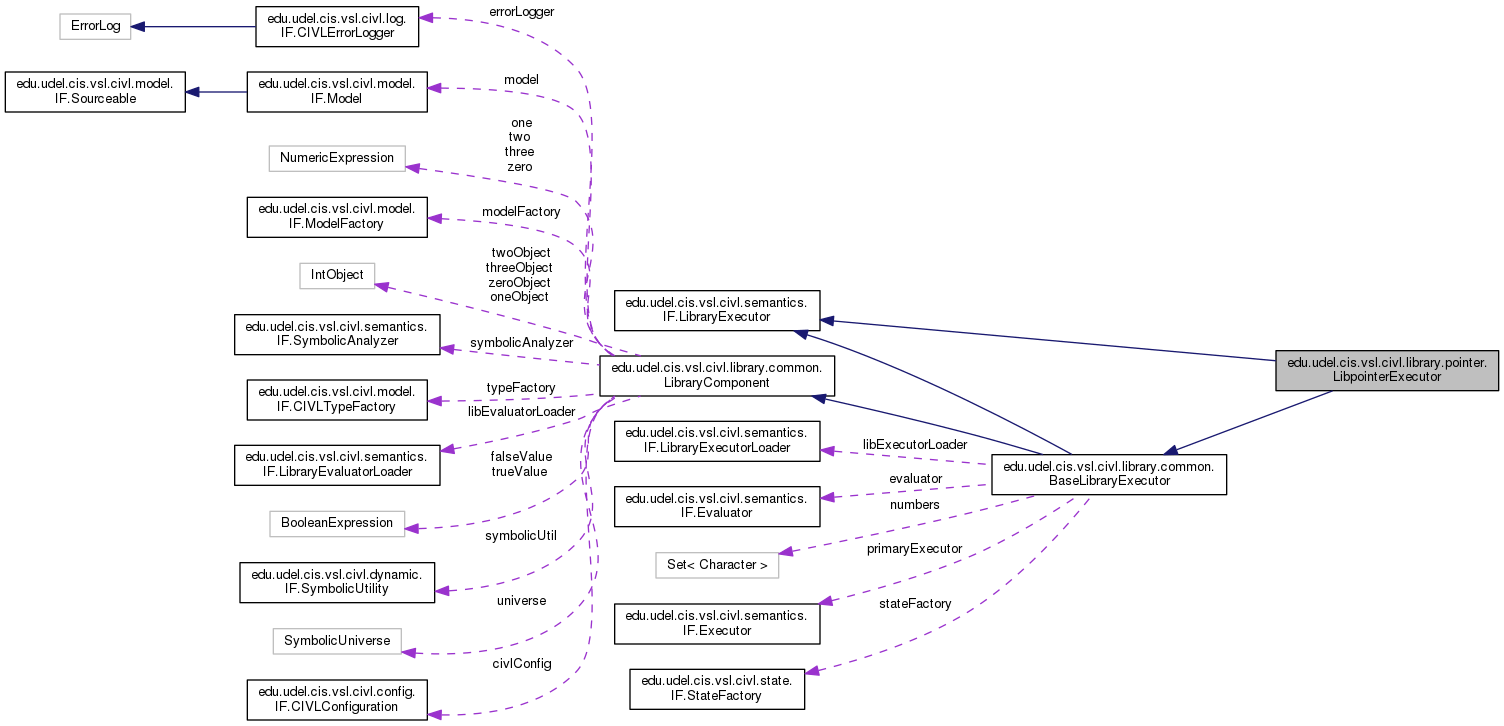 ErrorLog
edu.udel.cis.vsl.civl.log.
IF.CIVLErrorLogger
errorLogger
edu.udel.cis.vsl.civl.model.
IF.Sourceable
edu.udel.cis.vsl.civl.model.
IF.Model
model
NumericExpression
one
two
three
zero
edu.udel.cis.vsl.civl.model.
IF.ModelFactory
modelFactory
IntObject
twoObject
threeObject
zeroObject
oneObject
edu.udel.cis.vsl.civl.semantics.
IF.SymbolicAnalyzer
symbolicAnalyzer
edu.udel.cis.vsl.civl.model.
IF.CIVLTypeFactory
typeFactory
edu.udel.cis.vsl.civl.semantics.
IF.LibraryEvaluatorLoader
libEvaluatorLoader
BooleanExpression
falseValue
trueValue
edu.udel.cis.vsl.civl.dynamic.
IF.SymbolicUtility
symbolicUtil
SymbolicUniverse
universe
edu.udel.cis.vsl.civl.config.
IF.CIVLConfiguration
civlConfig
edu.udel.cis.vsl.civl.semantics.
IF.LibraryExecutor
edu.udel.cis.vsl.civl.library.common.
LibraryComponent
edu.udel.cis.vsl.civl.semantics.
IF.LibraryExecutorLoader
libExecutorLoader
edu.udel.cis.vsl.civl.semantics.
IF.Evaluator
evaluator
Set< Character >
numbers
edu.udel.cis.vsl.civl.semantics.
IF.Executor
primaryExecutor
edu.udel.cis.vsl.civl.state.
IF.StateFactory
stateFactory
edu.udel.cis.vsl.civl.library.common.
BaseLibraryExecutor
edu.udel.cis.vsl.civl.library.pointer.
LibpointerExecutor